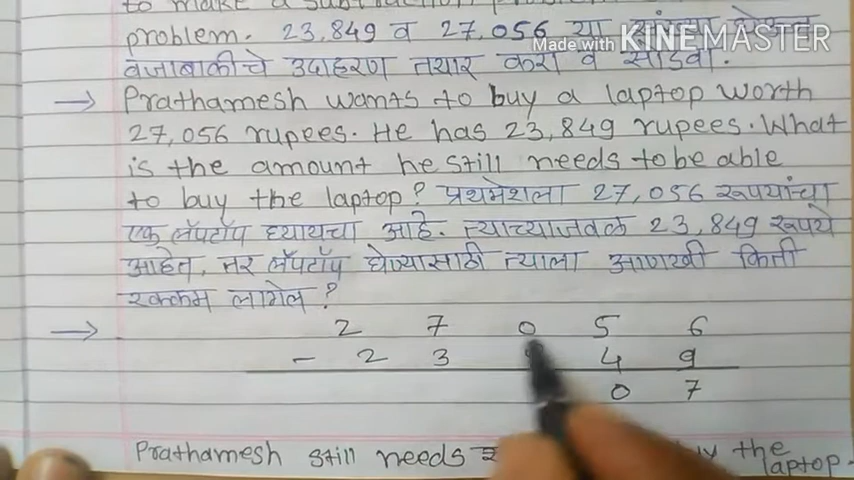 to make a subtraction
problem. 23,849 व 27,056 या
Made with KINEMASTER
वजाबाकीचे उदाहरण तयार करा व सोडवा.
→ Prathamesh wants to buy a laptop worth
27,056 rupees. He has 23,849 rupees. What
is the amount he still needs to be able
to buy the laptop? प्रथमेशला 27,056 रूपयांचा
एक लॅपटॉप घ्यायचा आहे. त्याच्याजवळ 23,849 रूपये
आहेत, तर लॅपटॉप घेण्यासाठी त्याला आणखी किती
रक्कम लागेल?
→ 2 7 0 5 6
- 2 3 4 9
0 7
Prathamesh still needs the
laptop.